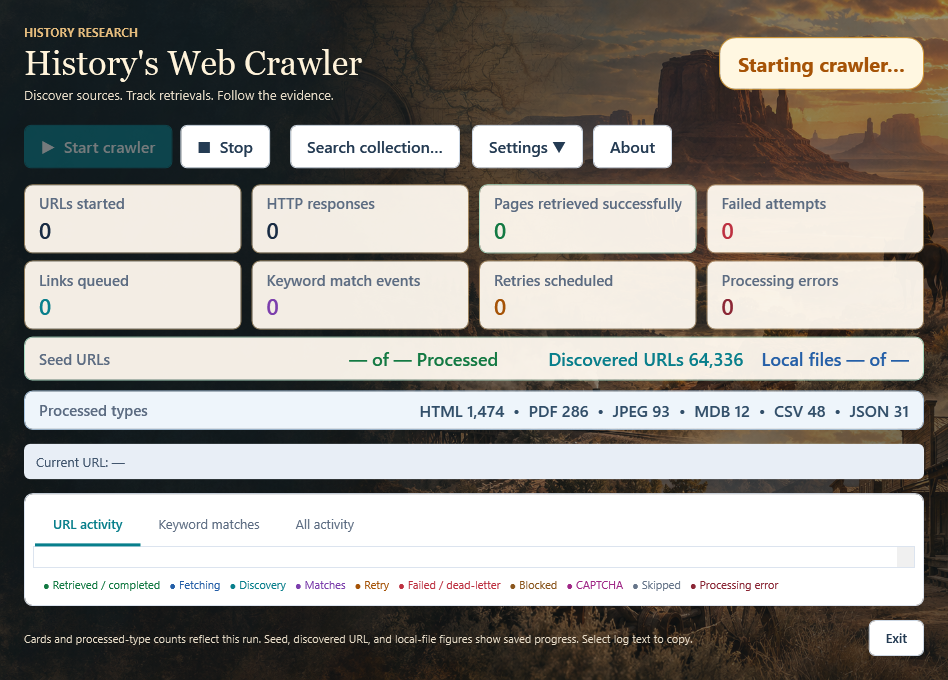 HISTORY RESEARCH
History's Web Crawler
Discover sources. Track retrievals. Follow the evidence.
Starting crawler...
▶ Start crawler
■ Stop
Search collection...
Settings ▼
About
URLs started
0
HTTP responses
0
Pages retrieved successfully
0
Failed attempts
0
Links queued
0
Keyword match events
0
Retries scheduled
0
Processing errors
0
Seed URLs — of — Processed Discovered URLs 64,336 Local files — of —
Processed types HTML 1,474 • PDF 286 • JPEG 93 • MDB 12 • CSV 48 • JSON 31
Current URL: —
URL activity Keyword matches All activity
● Retrieved / completed ● Fetching ● Discovery ● Matches ● Retry ● Failed / dead-letter ● Blocked ● CAPTCHA ● Skipped ● Processing error
Cards and processed-type counts reflect this run. Seed, discovered URL, and local-file figures show saved progress. Select log text to copy.
Exit